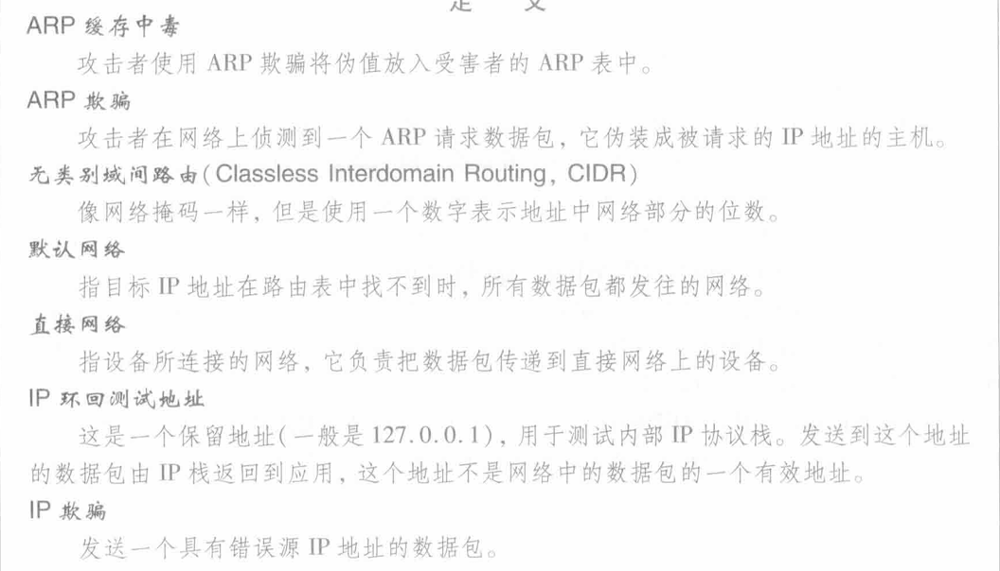 定 义
ARP 缓存中毒
攻击者使用 ARP 欺骗将伪值放入受害者的 ARP 表中。
ARP 欺骗
攻击者在网络上侦测到一个 ARP 请求数据包，它伪装成被请求的 IP 地址的主机。
无类别域间路由(Classless Interdomain Routing, CIDR)
像网络掩码一样，但是使用一个数字表示地址中网络部分的位数。
默认网络
指目标 IP 地址在路由表中找不到时，所有数据包都发往的网络。
直接网络
指设备所连接的网络，它负责把数据包传递到直接网络上的设备。
IP 环回测试地址
这是一个保留地址(一般是 127.0.0.1)，用于测试内部 IP 协议栈。发送到这个地址
的数据包由 IP 栈返回到应用，这个地址不是网络中的数据包的一个有效地址。
IP 欺骗
发送一个具有错误源 IP 地址的数据包。